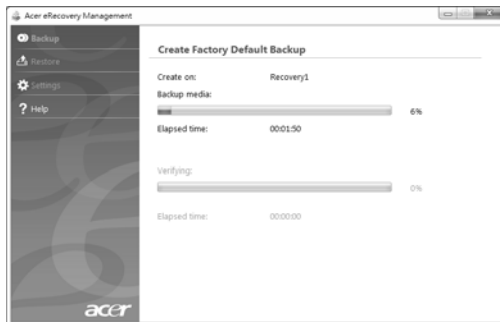 Acer eRecovery Management
Backup
Restore
Settings
? Help
Create Factory Default Backup
Create on: Recovery1
Backup media:
6%
Elapsed time: 00:01:50
Verifying:
0%
Elapsed time: 00:00:00
acer